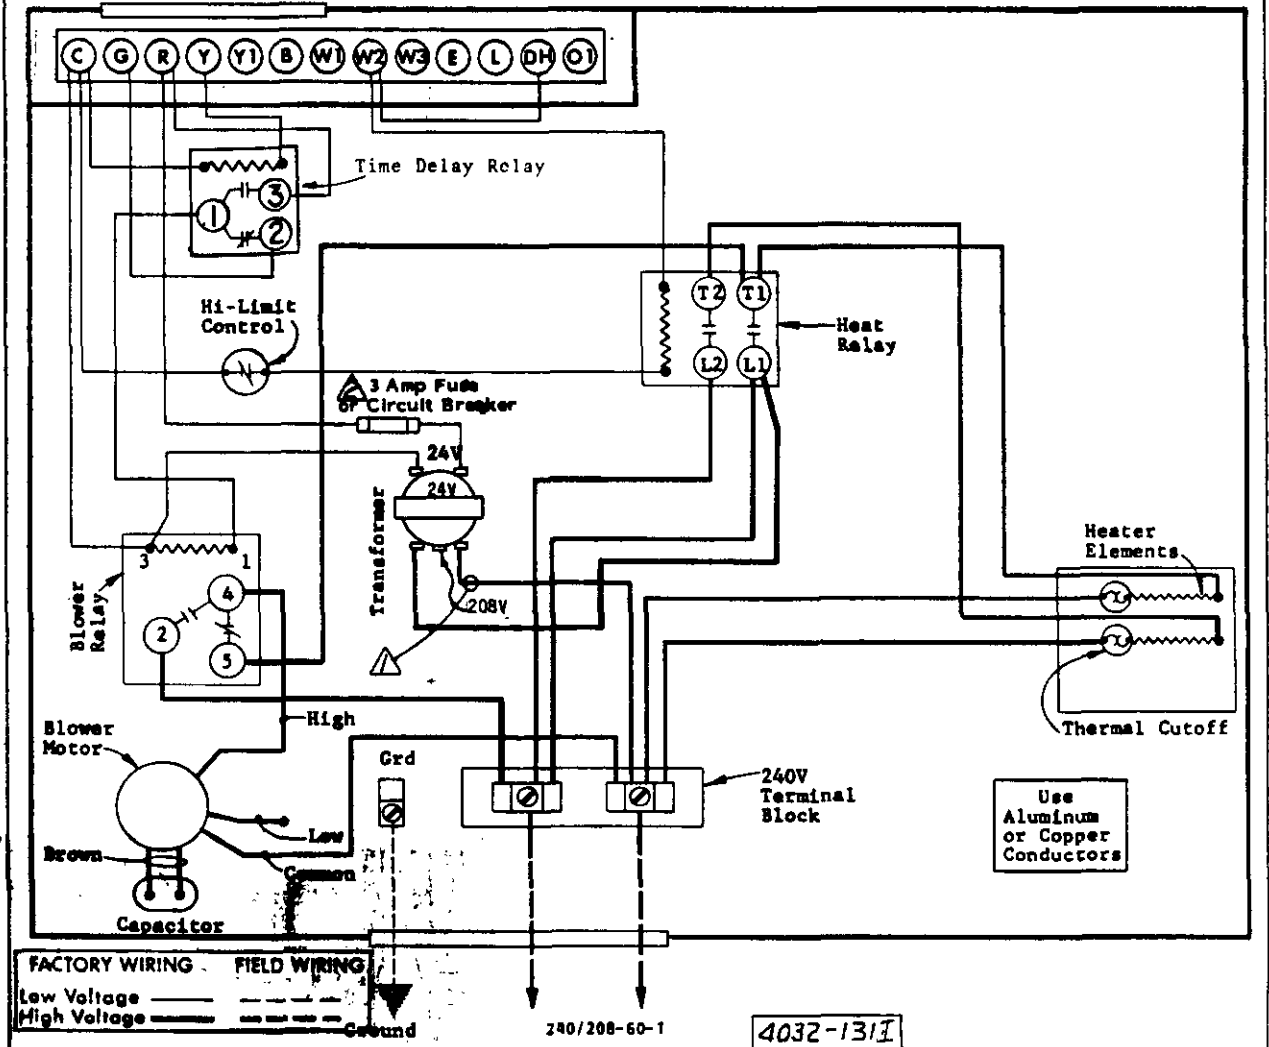 C G R Y Y1 B W1 W2 W3 E L DH O1
Time Delay Relay
3
1
2
Hi-Limit
Control
T2 T1
L2 L1
Heat
Relay
3 Amp Fuse
or Circuit Breaker
24V
24V
Transformer
208V
Blower
Relay
3 1
4
2
5
Heater
Elements
Thermal Cutoff
High
Blower
Motor
Grd
Low
Common
Brown
Capacitor
240V
Terminal
Block
Use
Aluminum
or Copper
Conductors
FACTORY WIRING FIELD WIRING
Low Voltage
High Voltage
Ground
240/208-60-1
4032-131I